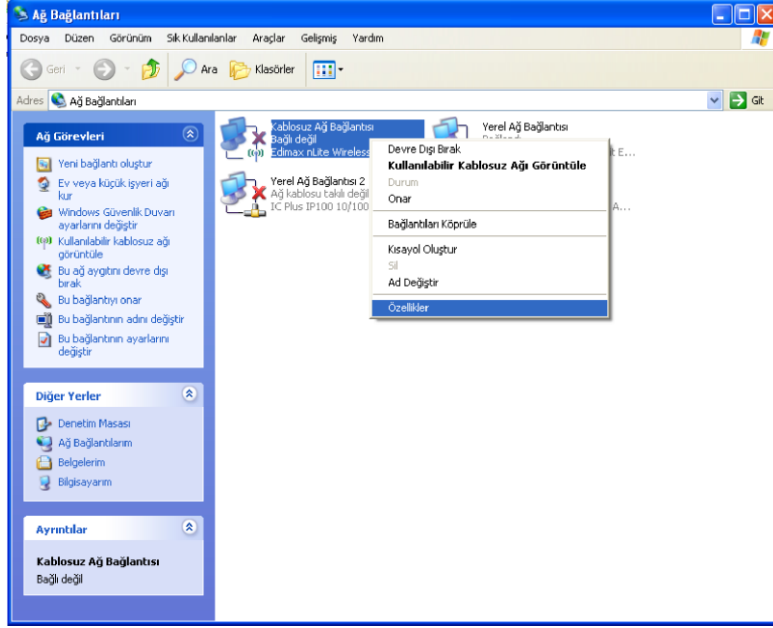 Ağ Bağlantıları
Dosya Düzen Görünüm Sık Kullanılanlar Araçlar Gelişmiş Yardım
Geri Ara Klasörler
Adres Ağ Bağlantıları Git
Ağ Görevleri
Yeni bağlantı oluştur
Ev veya küçük işyeri ağı
kur
Windows Güvenlik Duvarı
ayarlarını değiştir
Kullanılabilir kablosuz ağı
görüntüle
Bu ağ aygıtını devre dışı
bırak
Bu bağlantıyı onar
Bu bağlantının adını değiştir
Bu bağlantının ayarlarını
değiştir
Diğer Yerler
Denetim Masası
Ağ Bağlantılarım
Belgelerim
Bilgisayarım
Ayrıntılar
Kablosuz Ağ Bağlantısı
Bağlı değil
Kablosuz Ağ Bağlantısı
Bağlı değil
Edimax nLite Wireless
Yerel Ağ Bağlantısı
Yerel Ağ Bağlantısı 2
Ağ kablosu takılı değil
IC Plus IP100 10/100
Devre Dışı Bırak
Kullanılabilir Kablosuz Ağı Görüntüle
Durum
Onar
Bağlantıları Köprüle
Kısayol Oluştur
Sil
Ad Değiştir
Özellikler